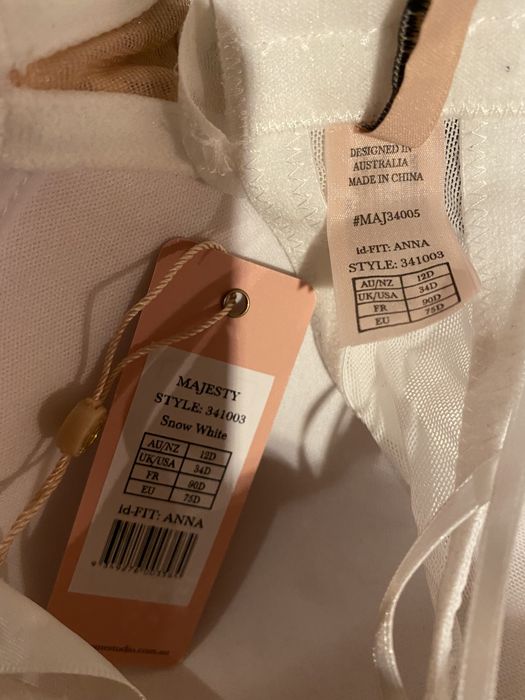 DESIGNED IN
AUSTRALIA
MADE IN CHINA
#MAJ34005
id-FIT: ANNA
STYLE: 341003
AU/NZ 12D
UK/USA 34D
FR 90D
EU 75D
MAJESTY
STYLE: 341003
Snow White
AU/NZ 12D
UK/USA 34D
FR 90D
EU 75D
id-FIT: ANNA